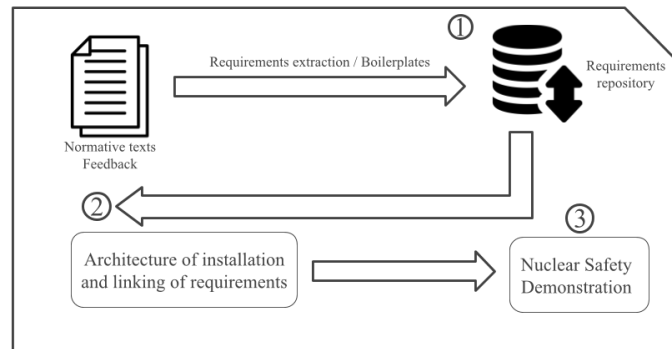 ①
Requirements extraction / Boilerplates
Requirements
repository
Normative texts
Feedback
②
③
Architecture of installation
and linking of requirements
Nuclear Safety
Demonstration